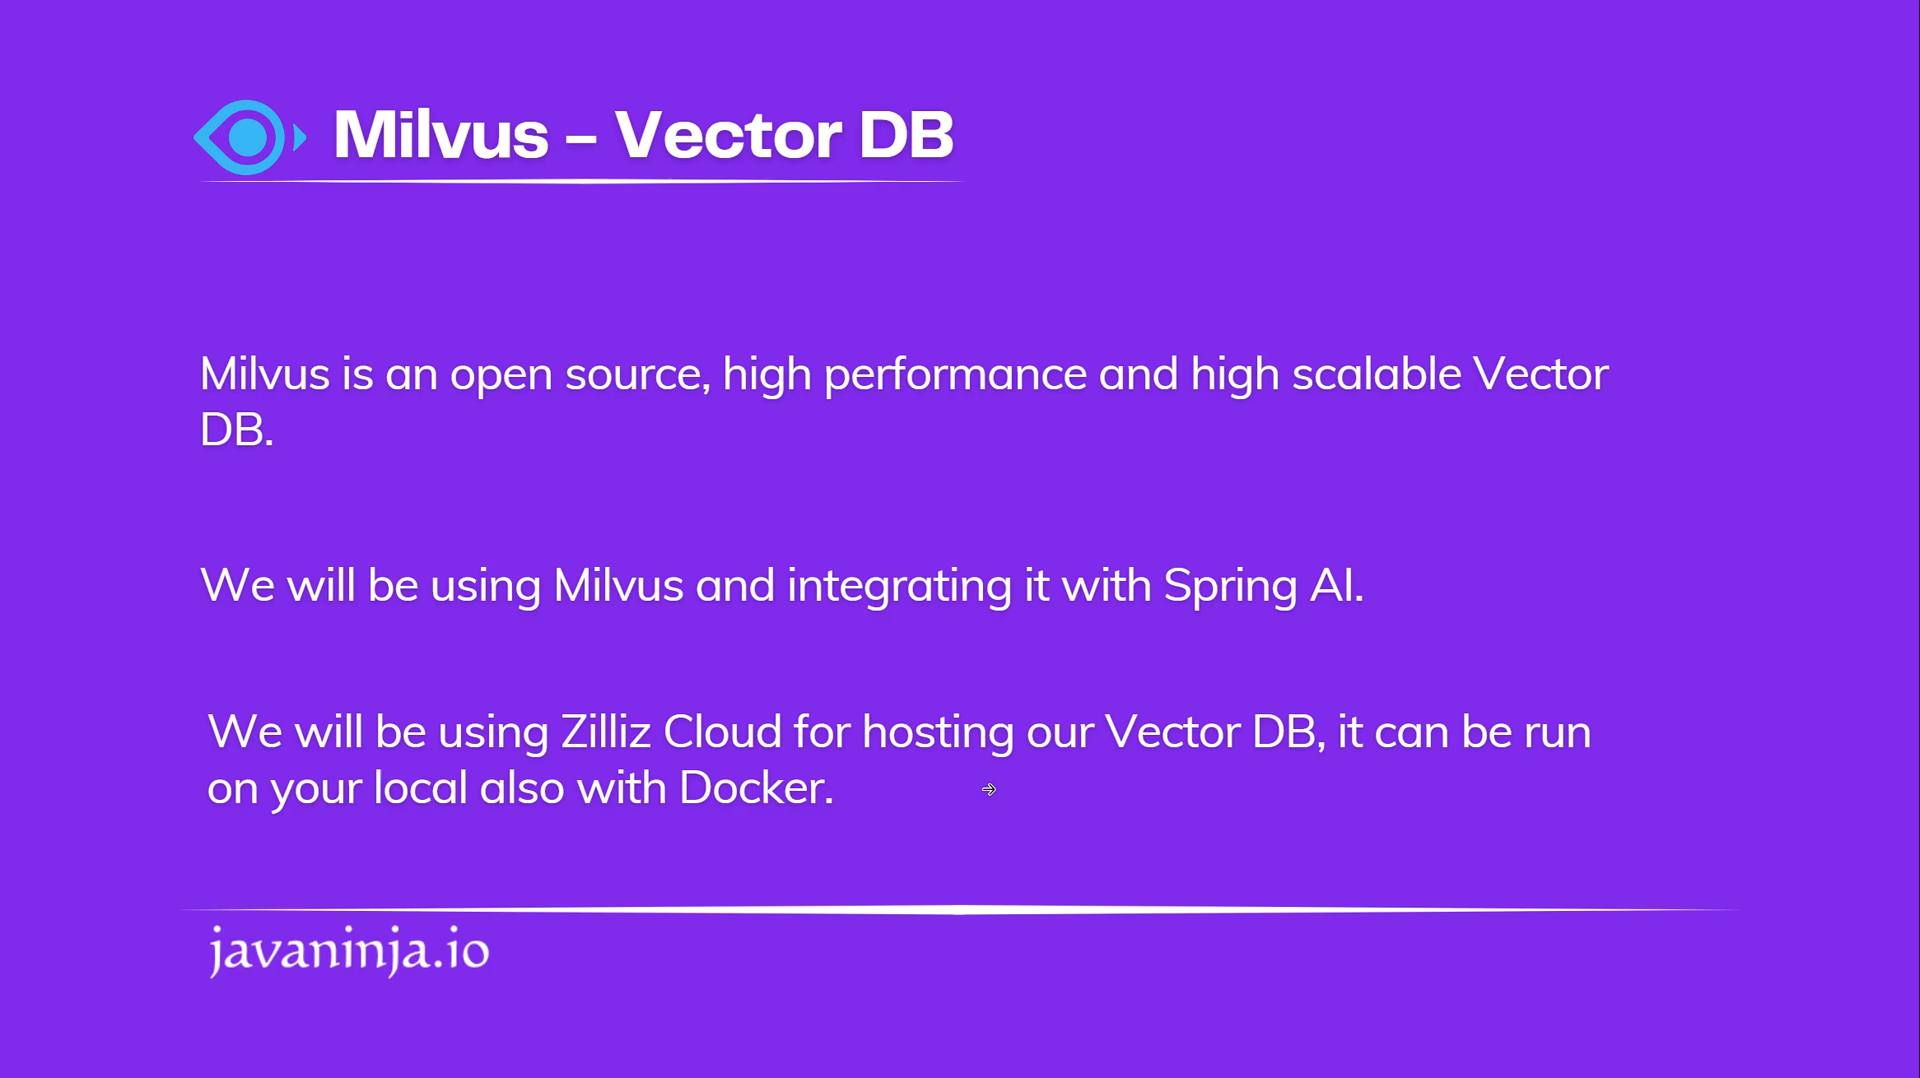 Milvus – Vector DB
Milvus is an open source, high performance and high scalable Vector
DB.
We will be using Milvus and integrating it with Spring AI.
We will be using Zilliz Cloud for hosting our Vector DB, it can be run
on your local also with Docker.
javaninja.io